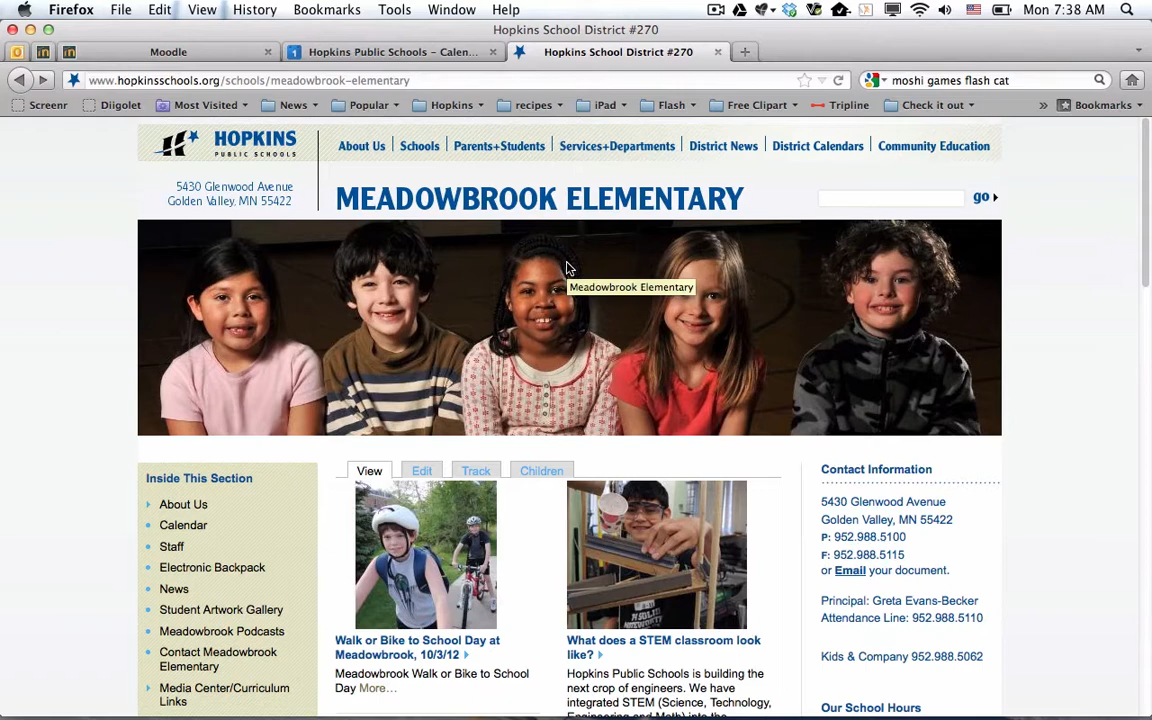 Firefox File Edit View History Bookmarks Tools Window Help Mon 7:38 AM
Hopkins School District #270
Moodle Hopkins Public Schools – Calen... Hopkins School District #270
www.hopkinsschools.org/schools/meadowbrook-elementary moshi games flash cat
Screenr Diigolet Most Visited News Popular Hopkins recipes iPad Flash Free Clipart Tripline Check it out Bookmarks
HOPKINS
PUBLIC SCHOOLS
About Us Schools Parents+Students Services+Departments District News District Calendars Community Education
5430 Glenwood Avenue
Golden Valley, MN 55422
MEADOWBROOK ELEMENTARY
go
Meadowbrook Elementary
Inside This Section
About Us
Calendar
Staff
Electronic Backpack
News
Student Artwork Gallery
Meadowbrook Podcasts
Contact Meadowbrook
Elementary
Media Center/Curriculum
Links
View Edit Track Children
Walk or Bike to School Day at
Meadowbrook, 10/3/12
Meadowbrook Walk or Bike to School
Day More...
What does a STEM classroom look
like?
Hopkins Public Schools is building the
next crop of engineers. We have
integrated STEM (Science, Technology,
Engineering and Math) into the
Contact Information
5430 Glenwood Avenue
Golden Valley, MN 55422
P: 952.988.5100
F: 952.988.5115
or Email your document.
Principal: Greta Evans-Becker
Attendance Line: 952.988.5110
Kids & Company 952.988.5062
Our School Hours